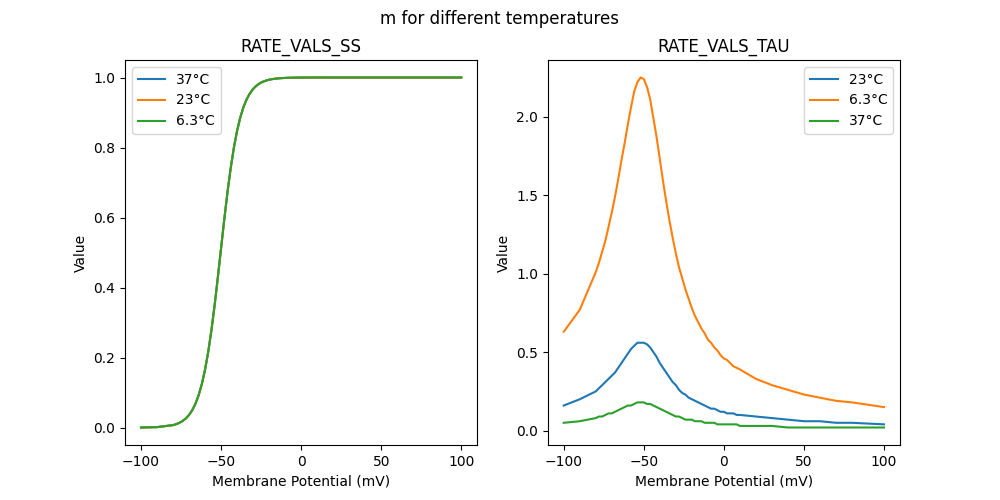 m for different temperatures
RATE_VALS_SS
RATE_VALS_TAU
37°C
23°C
6.3°C
1.0
0.8
0.6
0.4
0.2
0.0
Value
−100
−50
0
50
100
Membrane Potential (mV)
23°C
6.3°C
37°C
2.0
1.5
1.0
0.5
0.0
Value
−100
−50
0
50
100
Membrane Potential (mV)